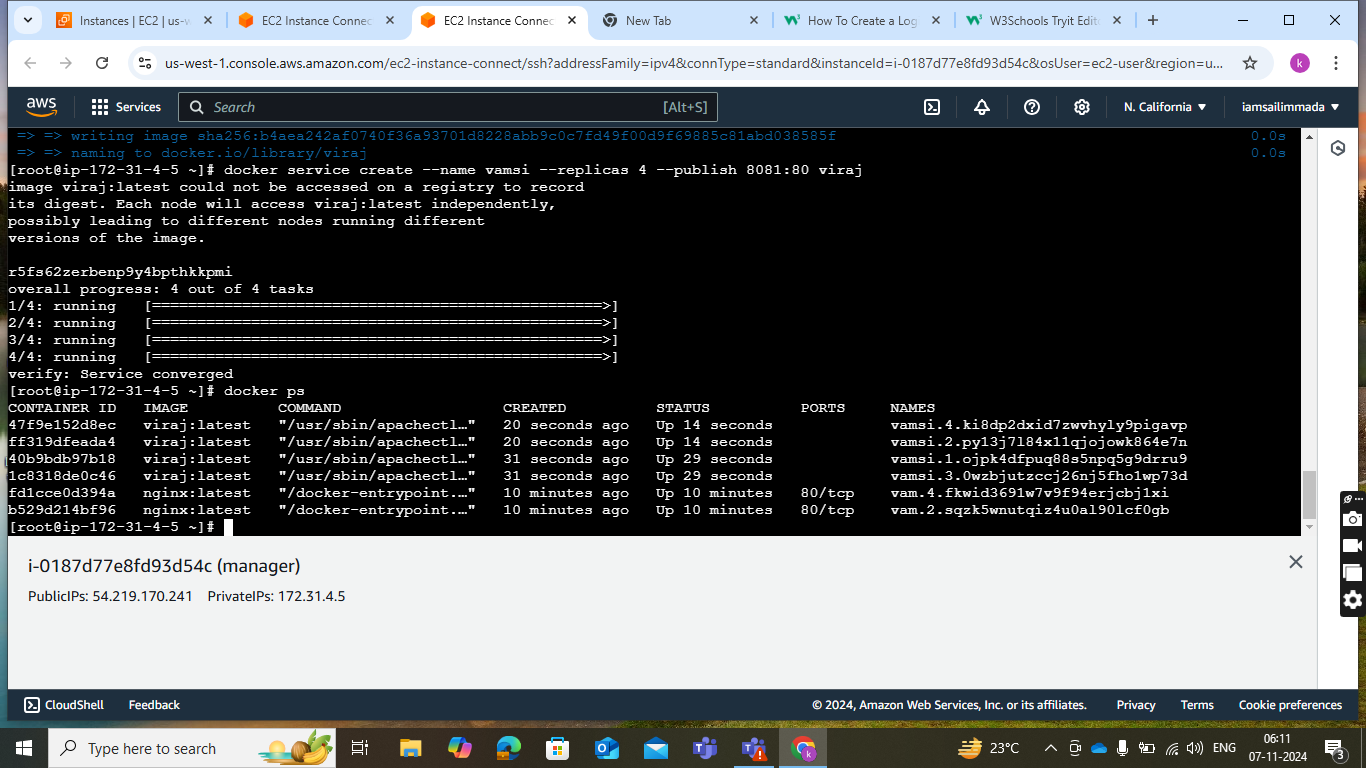 Instances | EC2 | us-w
EC2 Instance Connec
EC2 Instance Connec
New Tab
How To Create a Log
W3Schools Tryit Edit
us-west-1.console.aws.amazon.com/ec2-instance-connect/ssh?addressFamily=ipv4&connType=standard&instanceId=i-0187d77e8fd93d54c&osUser=ec2-user&region=u...
k
aws
Services
Search
[Alt+S]
N. California
iamsailimmada
=> => writing image sha256:b4aea242af0740f36a93701d8228abb9c0c7fd49f00d9f69885c81abd038585f 0.0s
=> => naming to docker.io/library/viraj 0.0s
[root@ip-172-31-4-5 ~]# docker service create --name vamsi --replicas 4 --publish 8081:80 viraj
image viraj:latest could not be accessed on a registry to record
its digest. Each node will access viraj:latest independently,
possibly leading to different nodes running different
versions of the image.
r5fs62zerbenp9y4bpthkkpmi
overall progress: 4 out of 4 tasks
1/4: running [==================================================>]
2/4: running [==================================================>]
3/4: running [==================================================>]
4/4: running [==================================================>]
verify: Service converged
[root@ip-172-31-4-5 ~]# docker ps
CONTAINER ID IMAGE COMMAND CREATED STATUS PORTS NAMES
47f9e152d8ec viraj:latest "/usr/sbin/apachectl…" 20 seconds ago Up 14 seconds vamsi.4.ki8dp2dxid7zwvhyly9pigavp
ff319dfeada4 viraj:latest "/usr/sbin/apachectl…" 20 seconds ago Up 14 seconds vamsi.2.py13j7l84x11qjojowk864e7n
40b9bdb97b18 viraj:latest "/usr/sbin/apachectl…" 31 seconds ago Up 29 seconds vamsi.1.ojpk4dfpuq88s5npq5g9drru9
1c8318de0c46 viraj:latest "/usr/sbin/apachectl…" 31 seconds ago Up 29 seconds vamsi.3.0wzbjutzccj26nj5fho1wp73d
fd1cce0d394a nginx:latest "/docker-entrypoint.…" 10 minutes ago Up 10 minutes 80/tcp vam.4.fkwid3691w7v9f94erjcbj1xi
b529d214bf96 nginx:latest "/docker-entrypoint.…" 10 minutes ago Up 10 minutes 80/tcp vam.2.sqzk5wnutqiz4u0al90lcf0gb
[root@ip-172-31-4-5 ~]#
i-0187d77e8fd93d54c (manager)
PublicIPs: 54.219.170.241 PrivateIPs: 172.31.4.5
CloudShell
Feedback
© 2024, Amazon Web Services, Inc. or its affiliates.
Privacy
Terms
Cookie preferences
Type here to search
23°C
ENG
06:11
07-11-2024
3